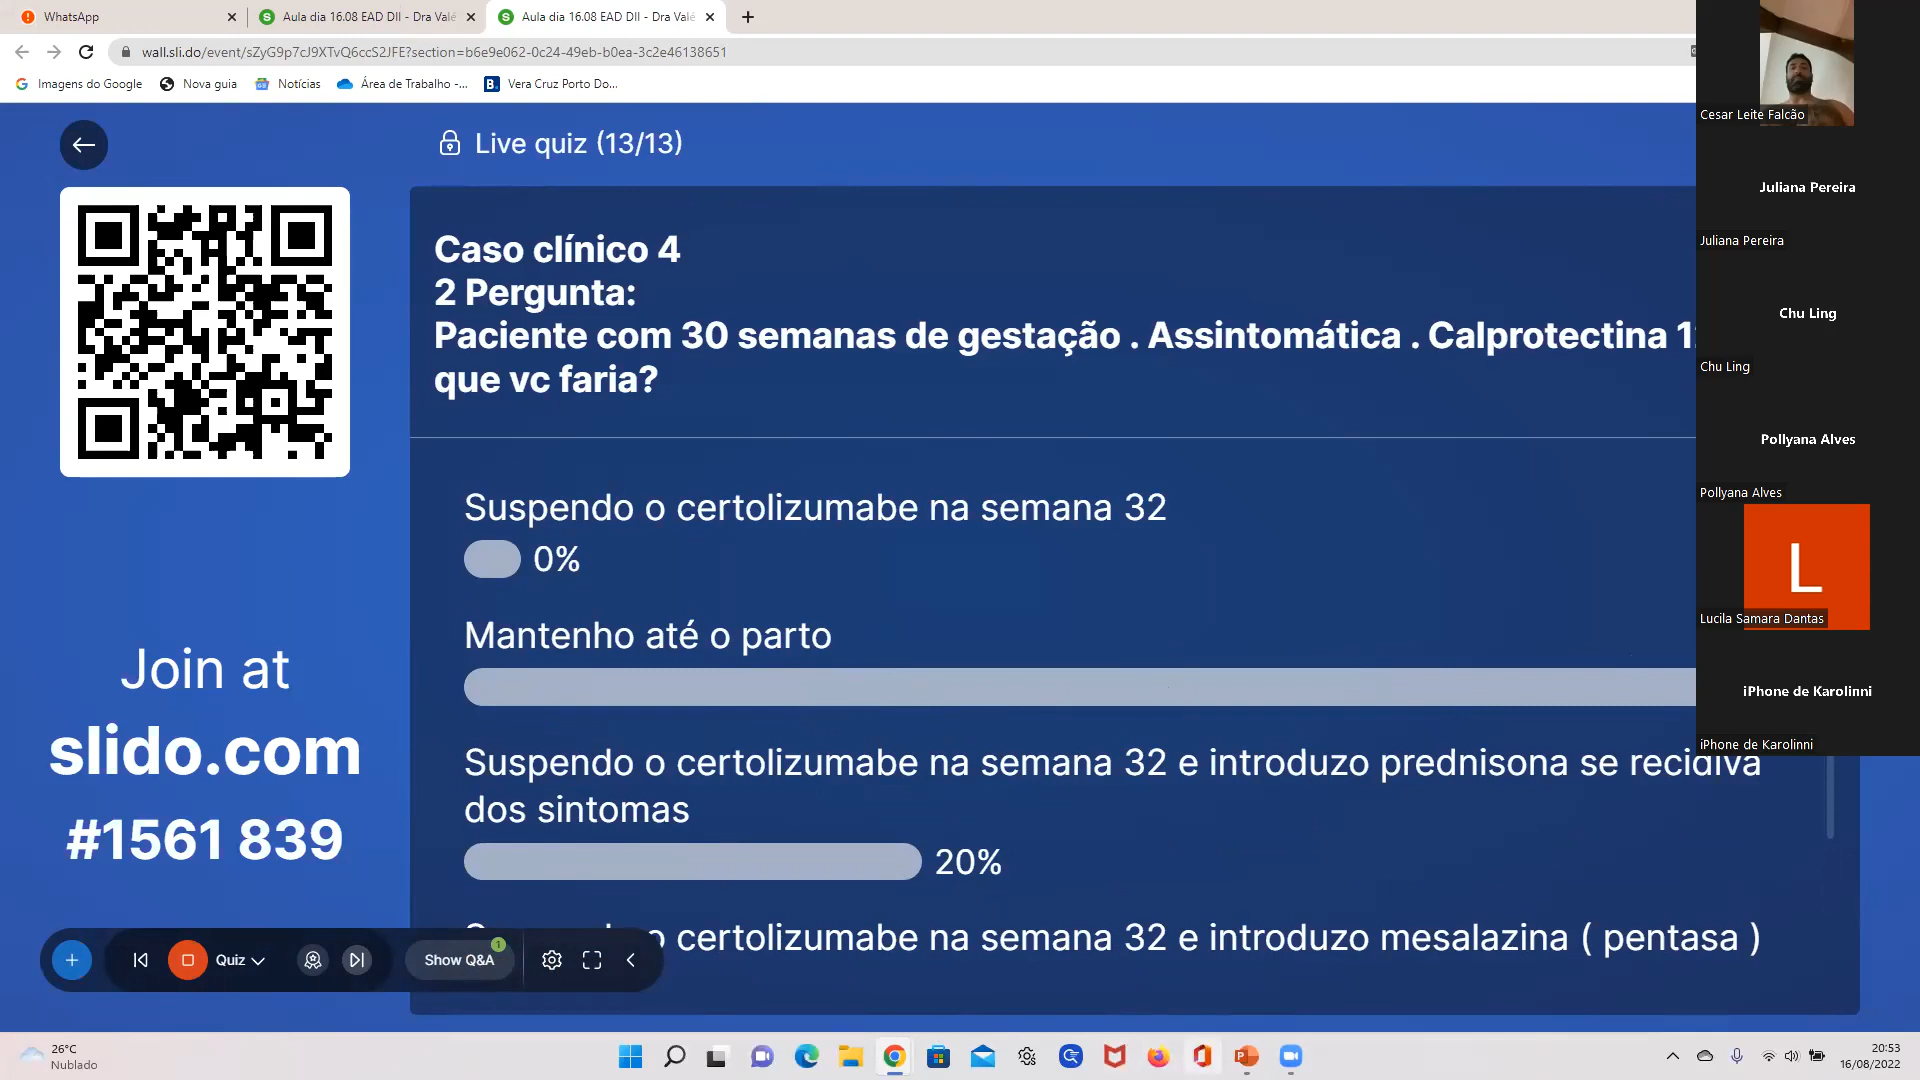 WhatsApp
Aula dia 16.08 EAD DII - Dra Valé
Aula dia 16.08 EAD DII - Dra Valé
wall.sli.do/event/sZyG9p7cJ9XTvQ6ccS2JFE?section=b6e9e062-0c24-49eb-b0ea-3c2e46138651
Imagens do Google
Nova guia
Notícias
Área de Trabalho -...
Vera Cruz Porto Do...
Live quiz (13/13)
Caso clínico 4
2 Pergunta:
Paciente com 30 semanas de gestação . Assintomática . Calprotectina
que vc faria?
Suspendo o certolizumabe na semana 32
0%
Mantenho até o parto
Suspendo o certolizumabe na semana 32 e introduzo prednisona se recidiva
dos sintomas
20%
o certolizumabe na semana 32 e introduzo mesalazina ( pentasa )
Join at
slido.com
#1561 839
Quiz
Show Q&A
1
Cesar Leite Falcão
Juliana Pereira
Juliana Pereira
Chu Ling
Chu Ling
Pollyana Alves
Pollyana Alves
L
Lucila Samara Dantas
iPhone de Karolinni
iPhone de Karolinni
26°C
Nublado
20:53
16/08/2022